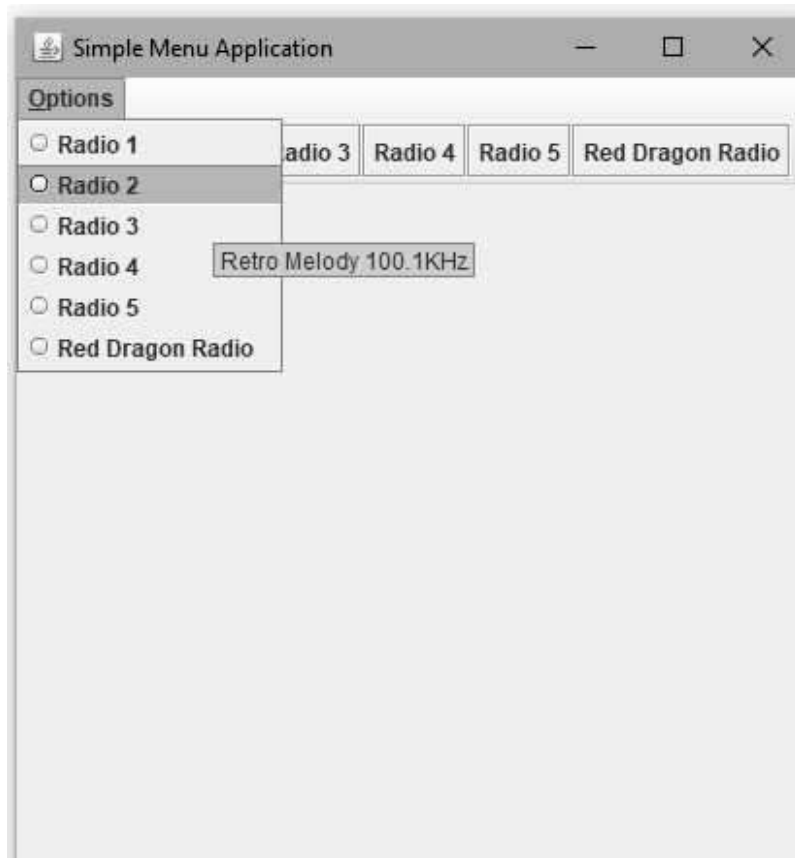 Simple Menu Application
Options
Radio 1
adio 3 Radio 4 Radio 5 Red Dragon Radio
Radio 2
Radio 3
Retro Melody 100.1KHz
Radio 4
Radio 5
Red Dragon Radio